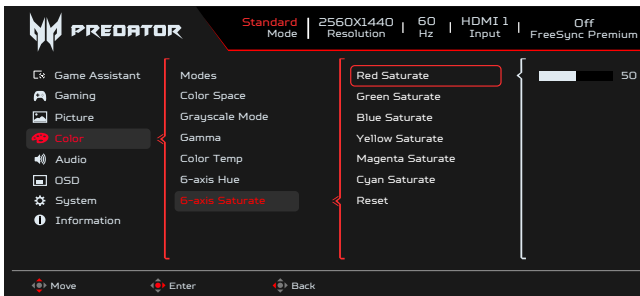 PREDATOR
Standard Mode
2560X1440 Resolution
60 Hz
HDMI 1 Input
Off FreeSync Premium
Game Assistant
Gaming
Picture
Color
Audio
OSD
System
Information
Modes
Color Space
Grayscale Mode
Gamma
Color Temp
6-axis Hue
6-axis Saturate
Red Saturate
Green Saturate
Blue Saturate
Yellow Saturate
Magenta Saturate
Cyan Saturate
Reset
50
Move
Enter
Back